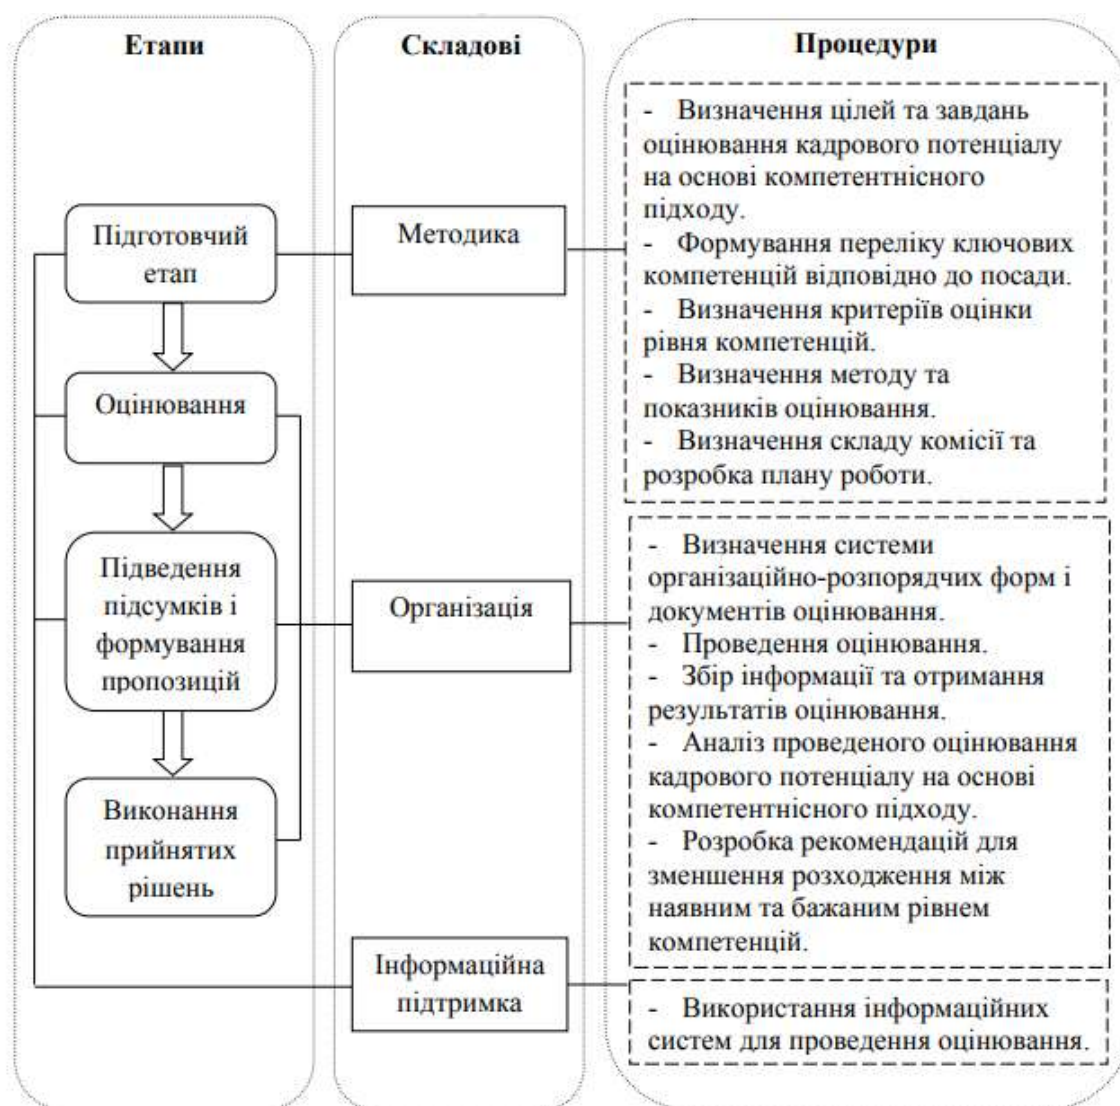 Етапи
Підготовчий
етап
Оцінювання
Підведення
підсумків і
формування
пропозицій
Виконання
прийнятих
рішень
Складові
Методика
Організація
Інформаційна
підтримка
Процедури
- Визначення цілей та завдань
оцінювання кадрового потенціалу
на основі компетентнісного
підходу.
- Формування переліку ключових
компетенцій відповідно до посади.
- Визначення критеріїв оцінки
рівня компетенцій.
- Визначення методу та
показників оцінювання.
- Визначення складу комісії та
розробка плану роботи.
- Визначення системи
організаційно-розпорядчих форм і
документів оцінювання.
- Проведення оцінювання.
- Збір інформації та отримання
результатів оцінювання.
- Аналіз проведеного оцінювання
кадрового потенціалу на основі
компетентнісного підходу.
- Розробка рекомендацій для
зменшення розходження між
наявним та бажаним рівнем
компетенцій.
- Використання інформаційних
систем для проведення оцінювання.